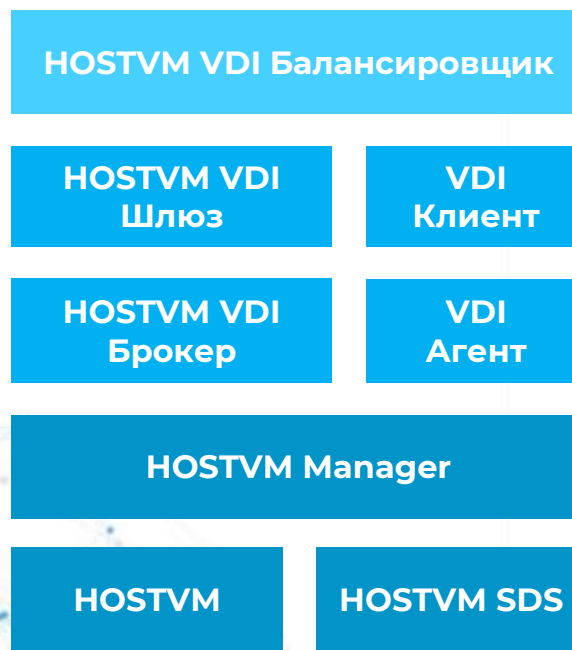 HOSTVM VDI Балансировщик
HOSTVM VDI
Шлюз
VDI
Клиент
HOSTVM VDI
Брокер
VDI
Агент
HOSTVM Manager
HOSTVM
HOSTVM SDS